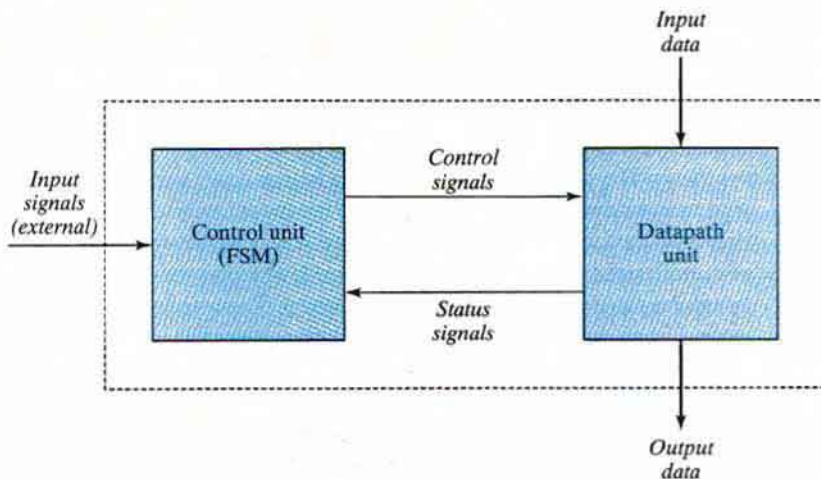 Input
data
Input
signals
(external)
Control unit
(FSM)
Control
signals
Status
signals
Datapath
unit
Output
data